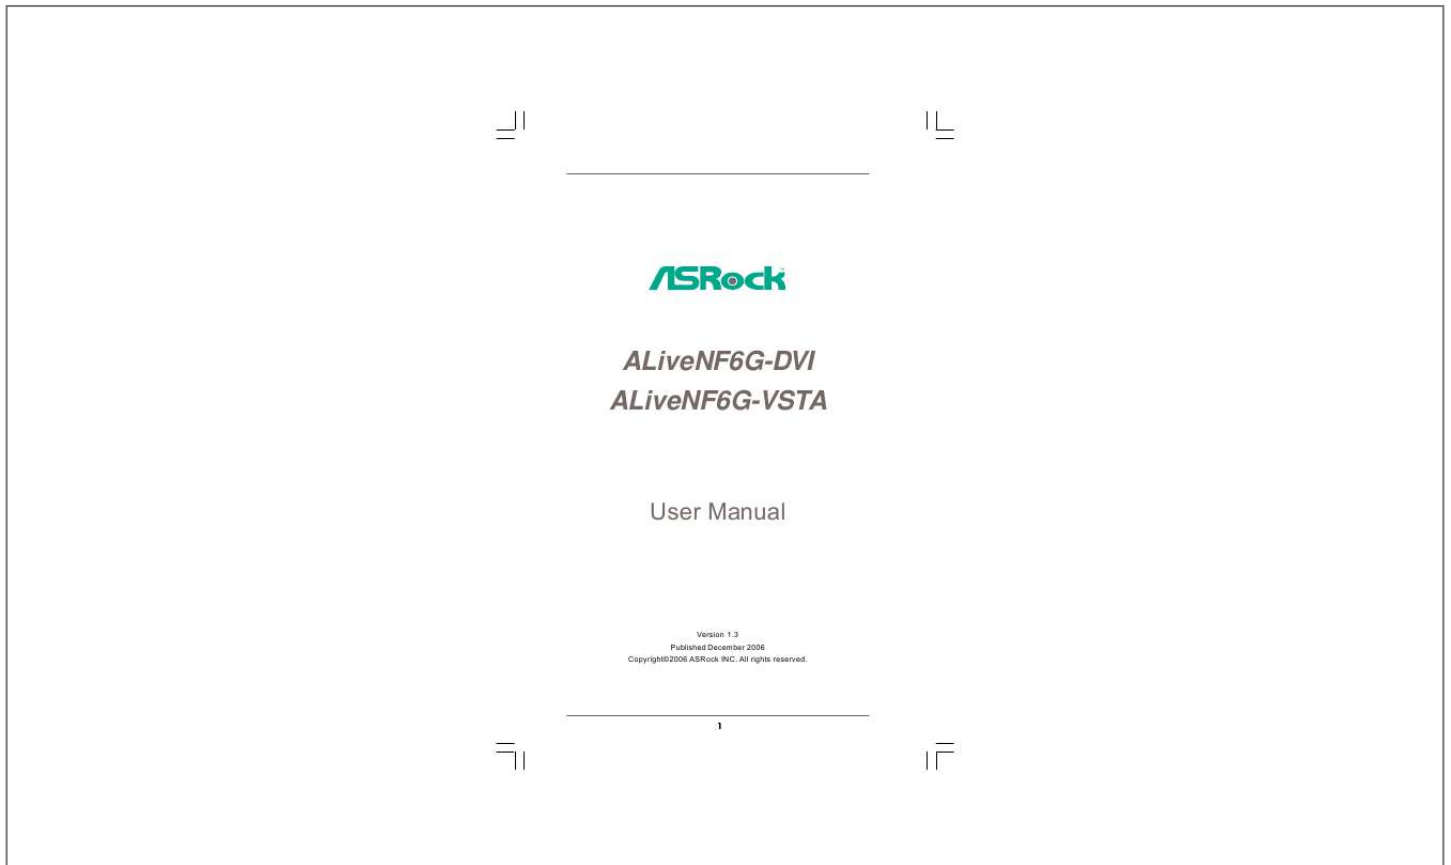 ASRock
ALiveNF6G-DVI
ALiveNF6G-VSTA
User Manual
Version 1.3
Published December 2006
Copyright©2006 ASRock INC. All rights reserved.
1